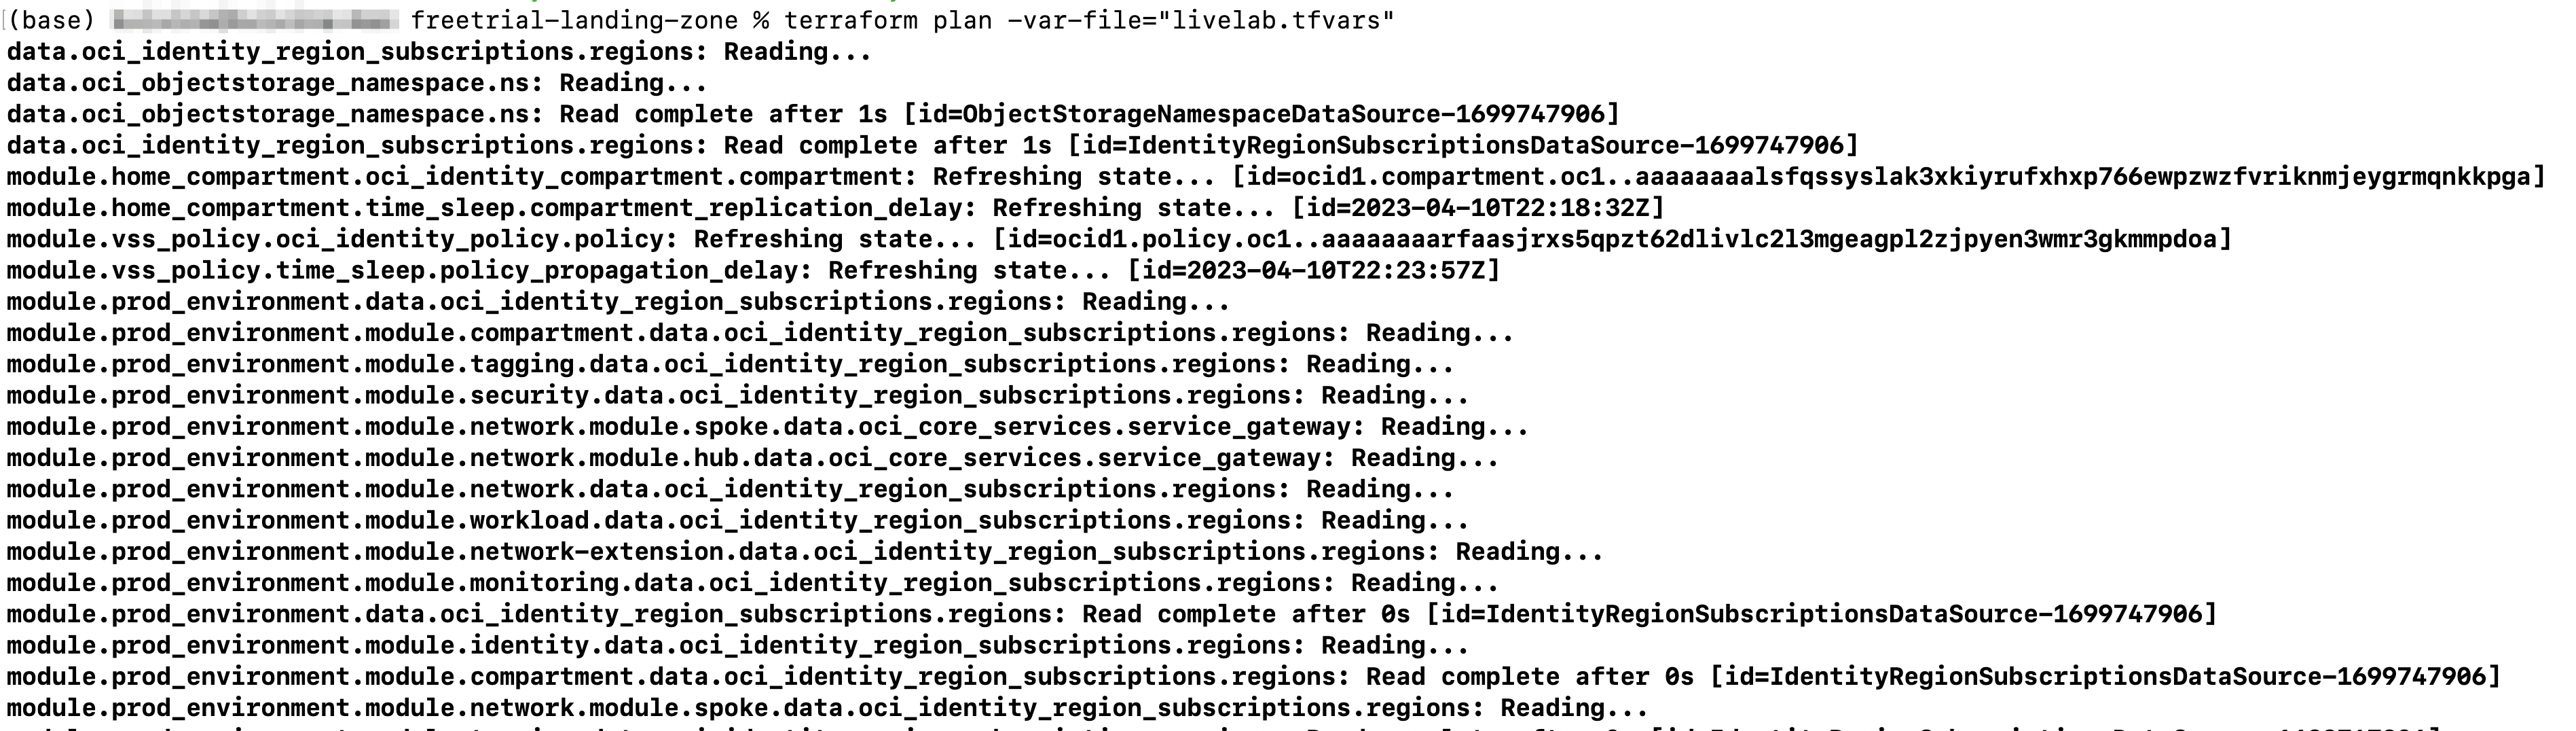 (base) freetrial-landing-zone % terraform plan -var-file="livelab.tfvars"
data.oci_identity_region_subscriptions.regions: Reading...
data.oci_objectstorage_namespace.ns: Reading...
data.oci_objectstorage_namespace.ns: Read complete after 1s [id=ObjectStorageNamespaceDataSource-1699747906]
data.oci_identity_region_subscriptions.regions: Read complete after 1s [id=IdentityRegionSubscriptionsDataSource-1699747906]
module.home_compartment.oci_identity_compartment.compartment: Refreshing state... [id=ocid1.compartment.oc1..aaaaaaaalsfqssyslak3xkiyrufxhxp766ewpzwzfvriknmjeygrmqnkkpga]
module.home_compartment.time_sleep.compartment_replication_delay: Refreshing state... [id=2023-04-10T22:18:32Z]
module.vss_policy.oci_identity_policy.policy: Refreshing state... [id=ocid1.policy.oc1..aaaaaaaarfaasjrxs5qpzt62dlivlc2l3mgeagpl2zjpyen3wmr3gkmmpdoa]
module.vss_policy.time_sleep.policy_propagation_delay: Refreshing state... [id=2023-04-10T22:23:57Z]
module.prod_environment.data.oci_identity_region_subscriptions.regions: Reading...
module.prod_environment.module.compartment.data.oci_identity_region_subscriptions.regions: Reading...
module.prod_environment.module.tagging.data.oci_identity_region_subscriptions.regions: Reading...
module.prod_environment.module.security.data.oci_identity_region_subscriptions.regions: Reading...
module.prod_environment.module.network.module.spoke.data.oci_core_services.service_gateway: Reading...
module.prod_environment.module.network.module.hub.data.oci_core_services.service_gateway: Reading...
module.prod_environment.module.network.data.oci_identity_region_subscriptions.regions: Reading...
module.prod_environment.module.workload.data.oci_identity_region_subscriptions.regions: Reading...
module.prod_environment.module.network-extension.data.oci_identity_region_subscriptions.regions: Reading...
module.prod_environment.module.monitoring.data.oci_identity_region_subscriptions.regions: Reading...
module.prod_environment.data.oci_identity_region_subscriptions.regions: Read complete after 0s [id=IdentityRegionSubscriptionsDataSource-1699747906]
module.prod_environment.module.identity.data.oci_identity_region_subscriptions.regions: Reading...
module.prod_environment.module.compartment.data.oci_identity_region_subscriptions.regions: Read complete after 0s [id=IdentityRegionSubscriptionsDataSource-1699747906]
module.prod_environment.module.network.module.spoke.data.oci_identity_region_subscriptions.regions: Reading...